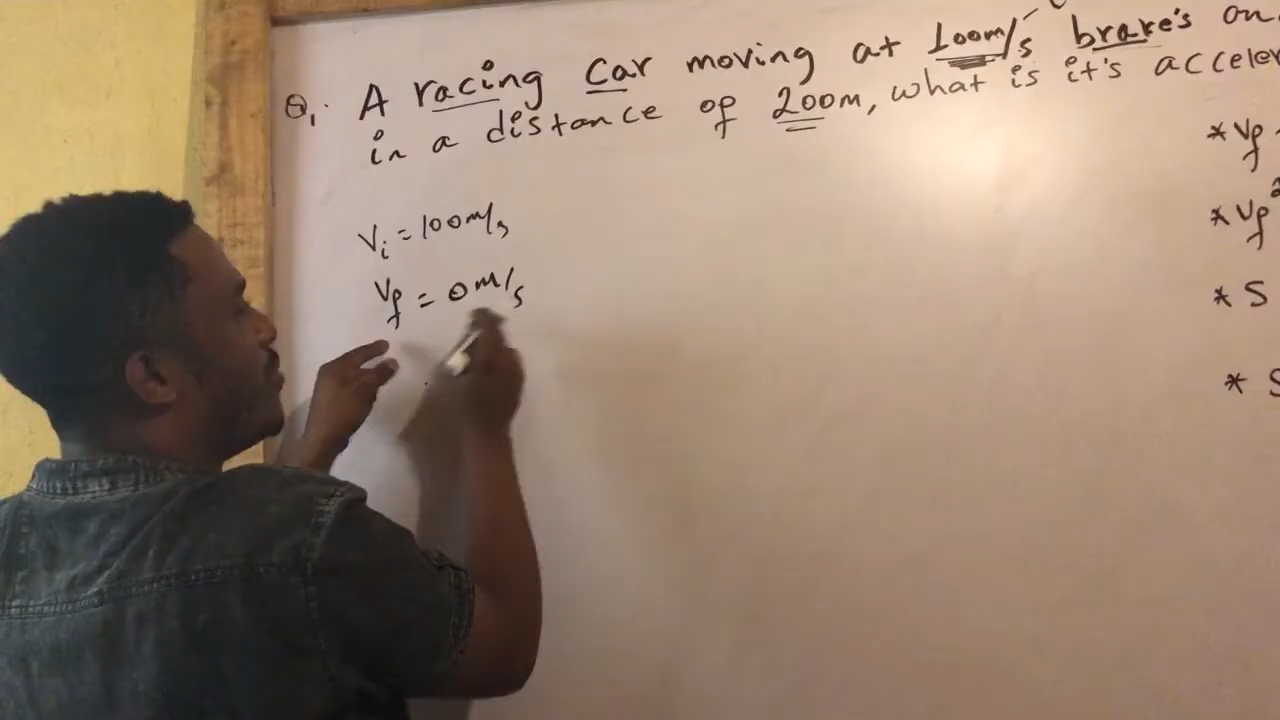 Q1. A racing car moving at 100m/s brake's on
in a distance of 200m, what is it's acceler
* Vf
* Vf2
* S
* S
Vi = 100m/s
Vf = 0m/s